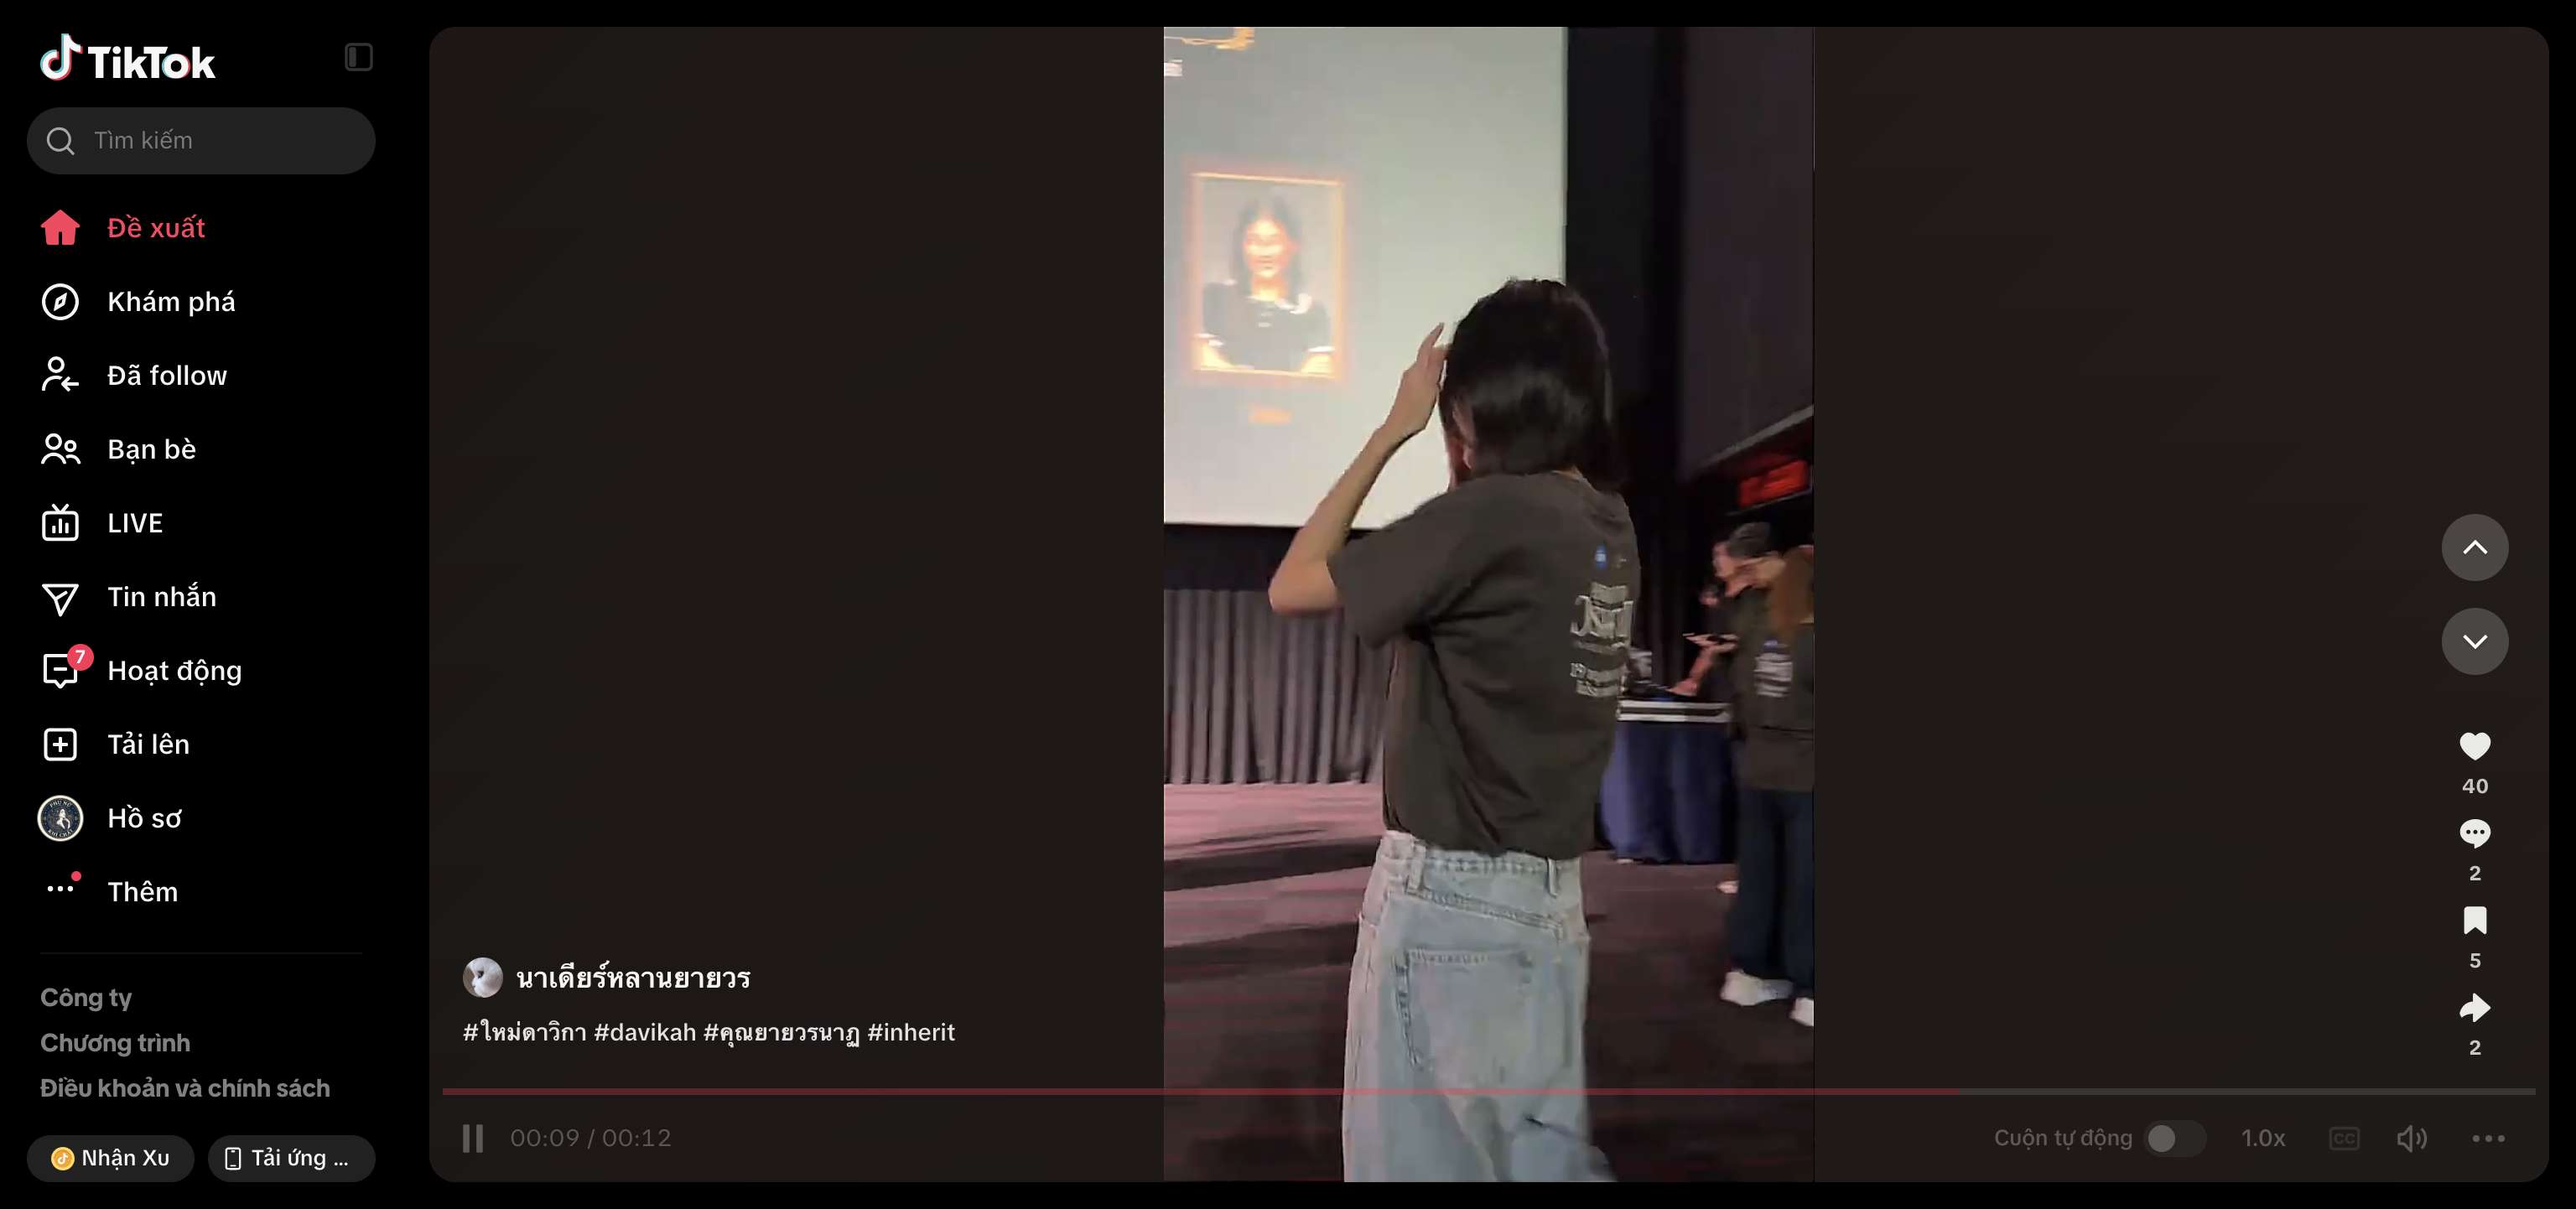 TikTok
Tìm kiếm
Đề xuất
Khám phá
Đã follow
Bạn bè
LIVE
Tin nhắn
7
Hoạt động
Tải lên
Hồ sơ
Thêm
Công ty
Chương trình
Điều khoản và chính sách
Nhận Xu
Tải ứng ...
นาเดียร์หลานยายวร
#ใหม่ดาวิกา #davikah #คุณยายวรนาฏ #inherit
00:09 / 00:12
40
2
5
2
Cuộn tự động
1.0x
CC